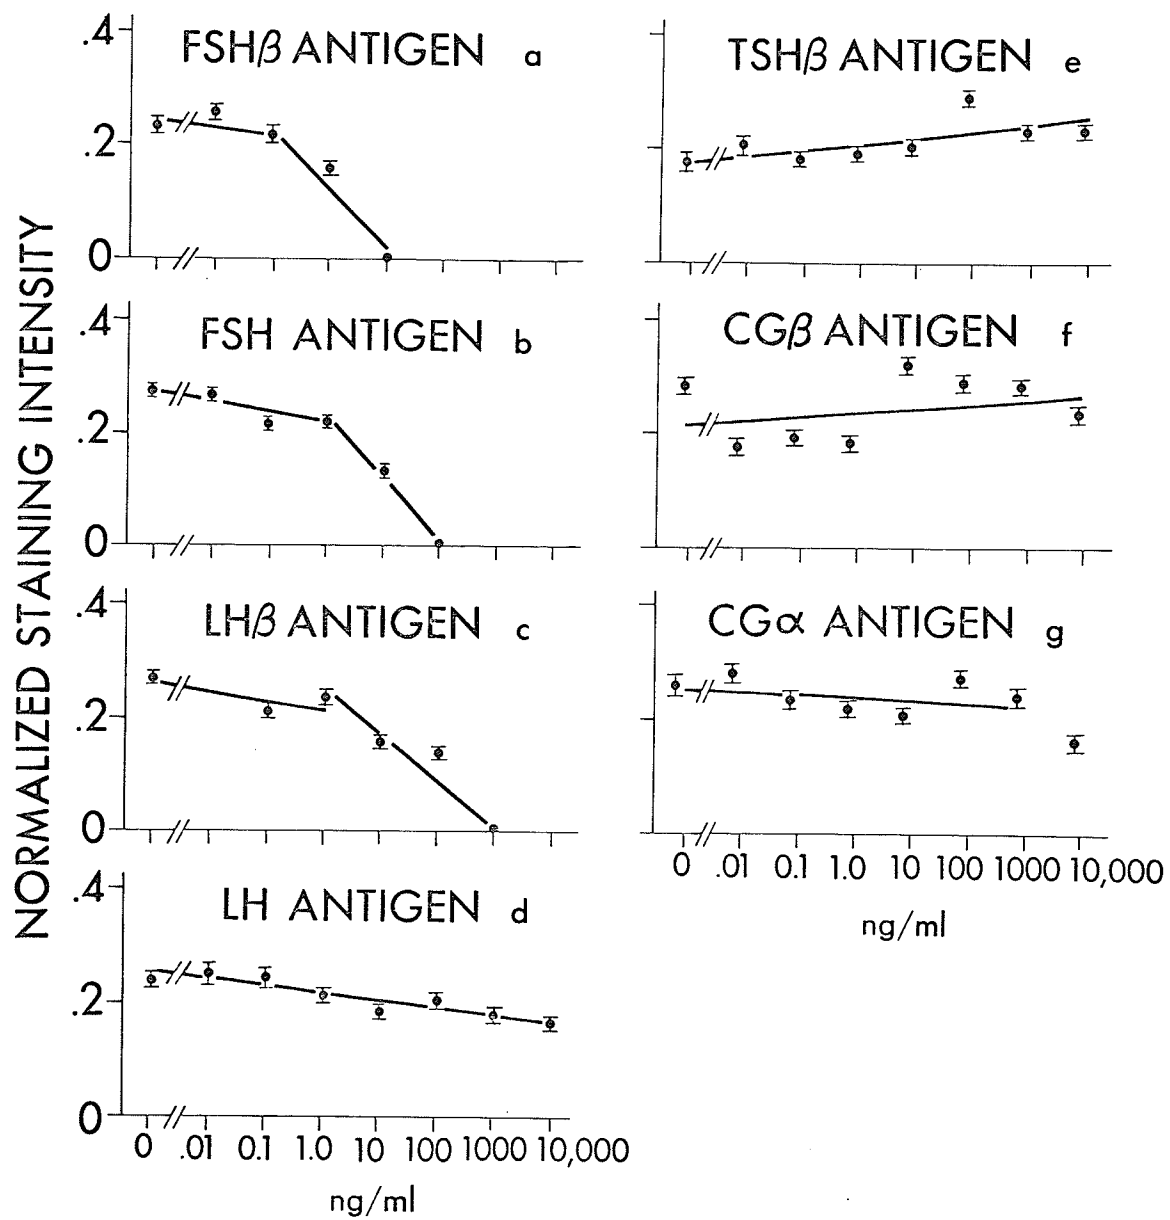 NORMALIZED STAINING INTENSITY
.4
FSHβ ANTIGEN a
.2
0
.4
FSH ANTIGEN b
.2
0
.4
LHβ ANTIGEN c
.2
0
.4
LH ANTIGEN d
.2
0
0 .01 0.1 1.0 10 100 1000 10,000
ng/ml
TSHβ ANTIGEN e
CGβ ANTIGEN f
CGα ANTIGEN g
0 .01 0.1 1.0 10 100 1000 10,000
ng/ml